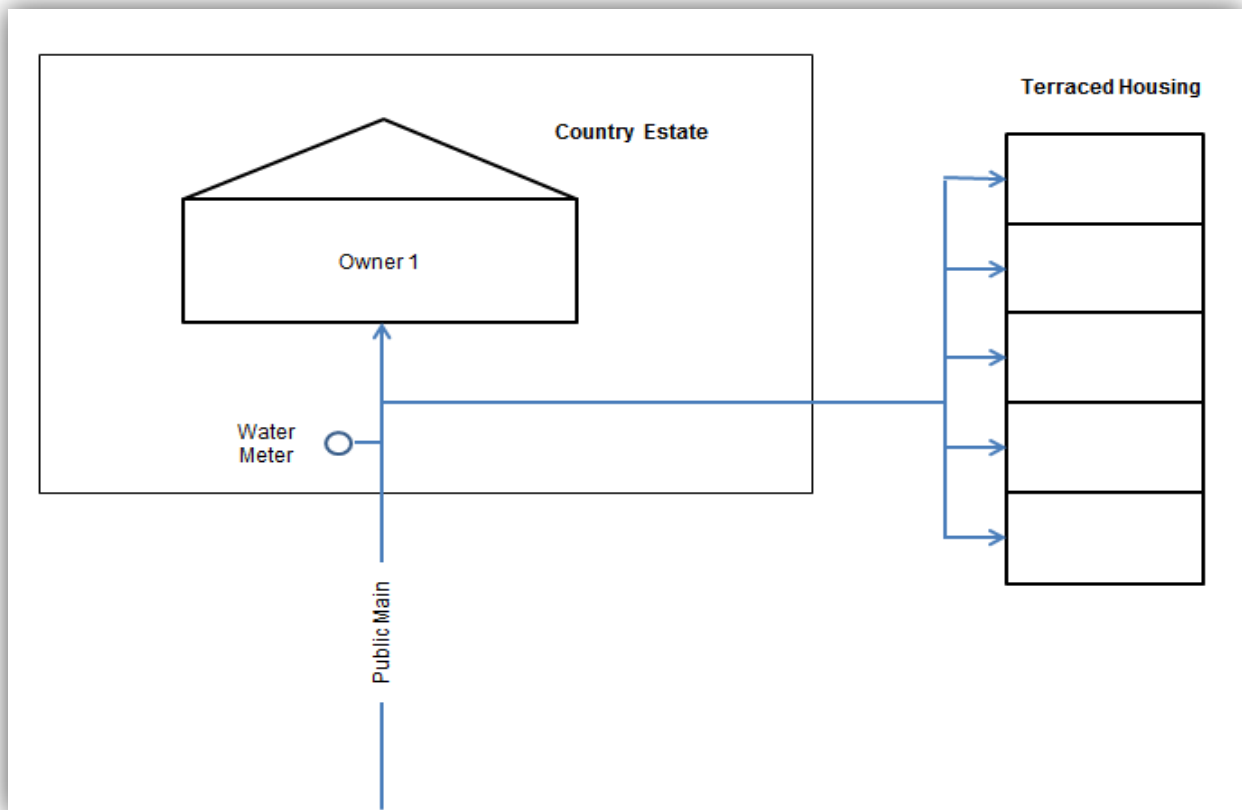 Terraced Housing
Country Estate
Owner 1
Water
Meter
Public Main